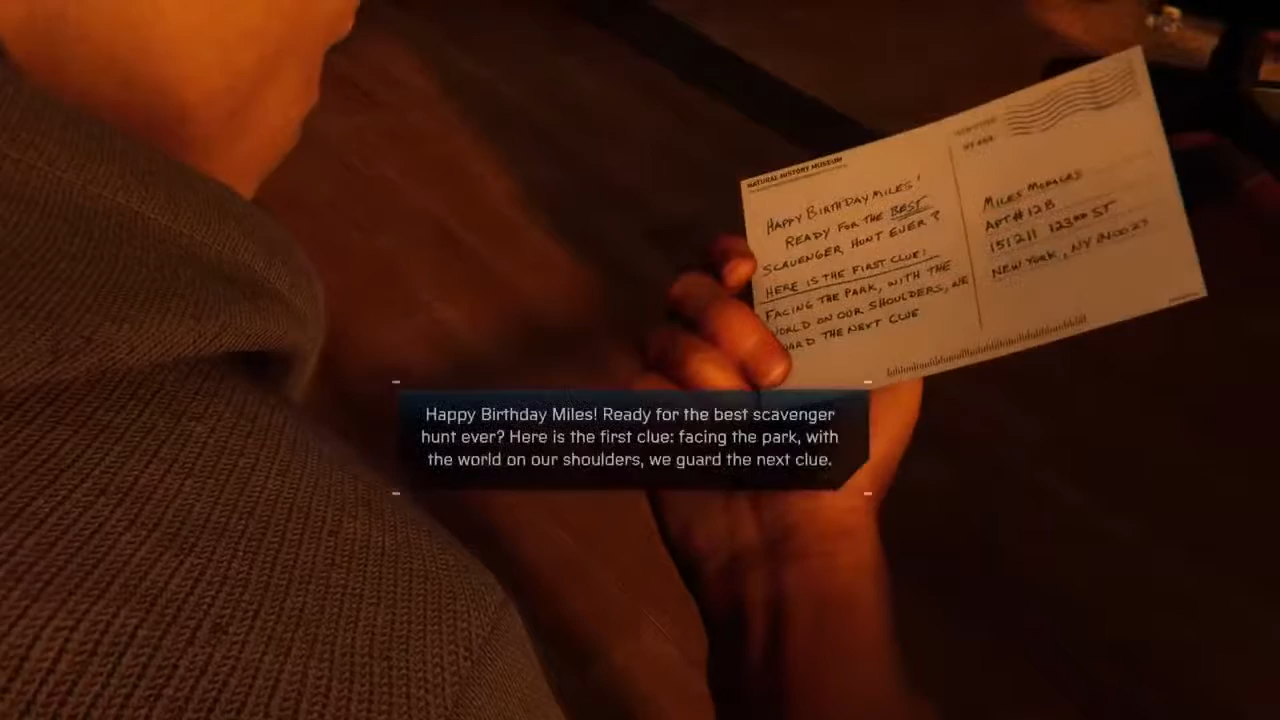 NATURAL HISTORY MUSEUM
HAPPY BIRTHDAY MILES!
READY FOR THE BEST
SCAVENGER HUNT EVER?
HERE IS THE FIRST CLUE:
FACING THE PARK, WITH THE
WORLD ON OUR SHOULDERS, WE
GUARD THE NEXT CLUE
MILES MORALES
APT # 12B
151211 123RD ST
NEW YORK, NY
Happy Birthday Miles! Ready for the best scavenger
hunt ever? Here is the first clue: facing the park, with
the world on our shoulders, we guard the next clue.